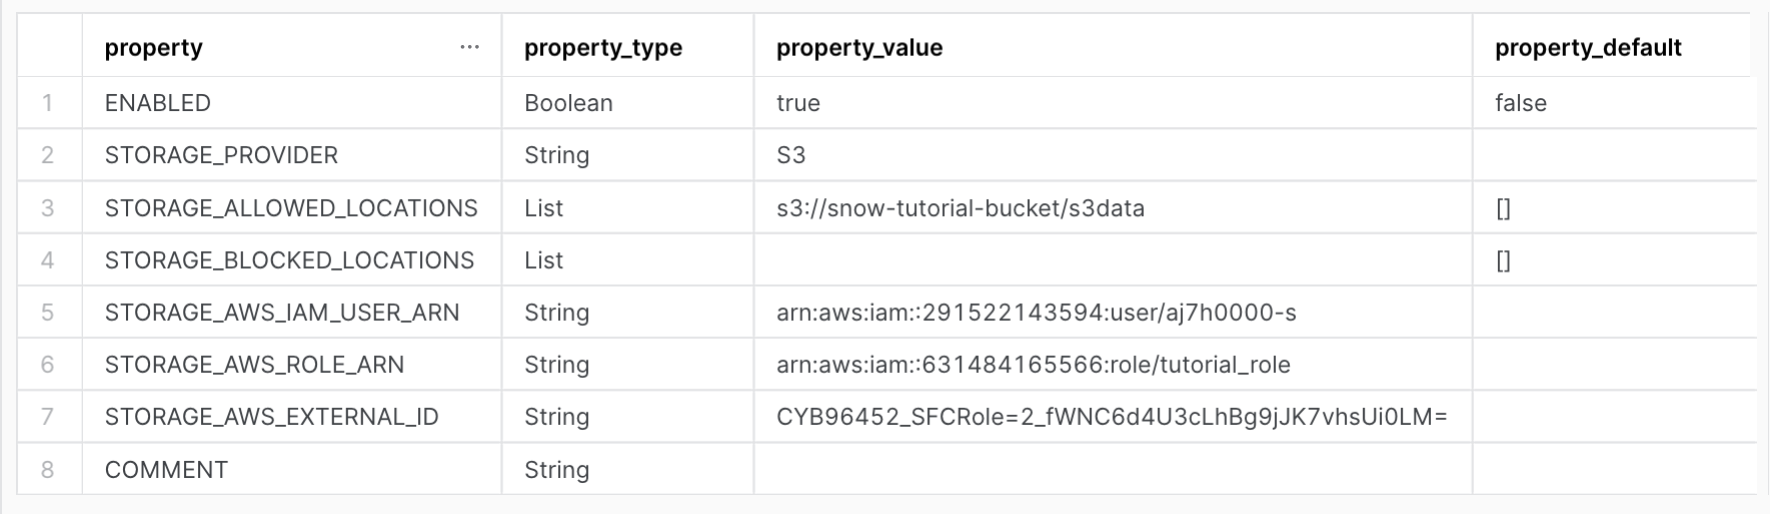 property ... property_type property_value property_default
1 ENABLED Boolean true false
2 STORAGE_PROVIDER String S3
3 STORAGE_ALLOWED_LOCATIONS List s3://snow-tutorial-bucket/s3data []
4 STORAGE_BLOCKED_LOCATIONS List []
5 STORAGE_AWS_IAM_USER_ARN String arn:aws:iam::291522143594:user/aj7h0000-s
6 STORAGE_AWS_ROLE_ARN String arn:aws:iam::631484165566:role/tutorial_role
7 STORAGE_AWS_EXTERNAL_ID String CYB96452_SFCRole=2_fWNC6d4U3cLhBg9jJK7vhsUi0LM=
8 COMMENT String